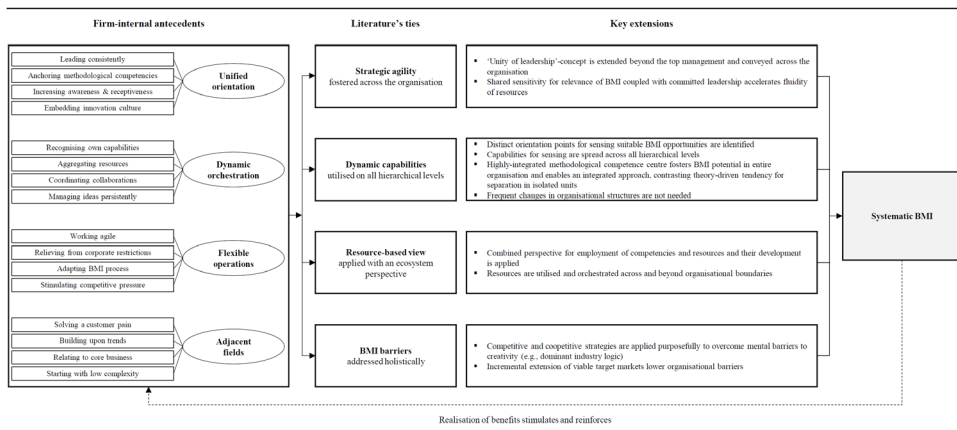 Firm-internal antecedents
Literature's ties
Key extensions
Leading consistently
Anchoring methodological competencies
Increasing awareness & receptiveness
Embedding innovation culture
Unified
orientation
Recognising own capabilities
Aggregating resources
Coordinating collaborations
Managing ideas persistently
Dynamic
orchestration
Working agile
Relieving from corporate restrictions
Adapting BMI process
Stimulating competitive pressure
Flexible
operations
Solving a customer pain
Building upon trends
Relating to core business
Starting with low complexity
Adjacent
fields
Strategic agility
fostered across the organisation
Dynamic capabilities
utilised on all hierarchical levels
Resource-based view
applied with an ecosystem
perspective
BMI barriers
addressed holistically
• 'Unity of leadership'-concept is extended beyond the top management and conveyed across the
organisation
• Shared sensitivity for relevance of BMI coupled with committed leadership accelerates fluidity
of resources
• Distinct orientation points for sensing suitable BMI opportunities are identified
• Capabilities for sensing are spread across all hierarchical levels
• Highly-integrated methodological competence centre fosters BMI potential in entire
organisation and enables an integrated approach, contrasting theory-driven tendency for
separation in isolated units
• Frequent changes in organisational structures are not needed
• Combined perspective for employment of competencies and resources and their development
is applied
• Resources are utilised and orchestrated across and beyond organisational boundaries
• Competitive and coopetitive strategies are applied purposefully to overcome mental barriers to
creativity (e.g., dominant industry logic)
• Incremental extension of viable target markets lower organisational barriers
Systematic BMI
Realisation of benefits stimulates and reinforces